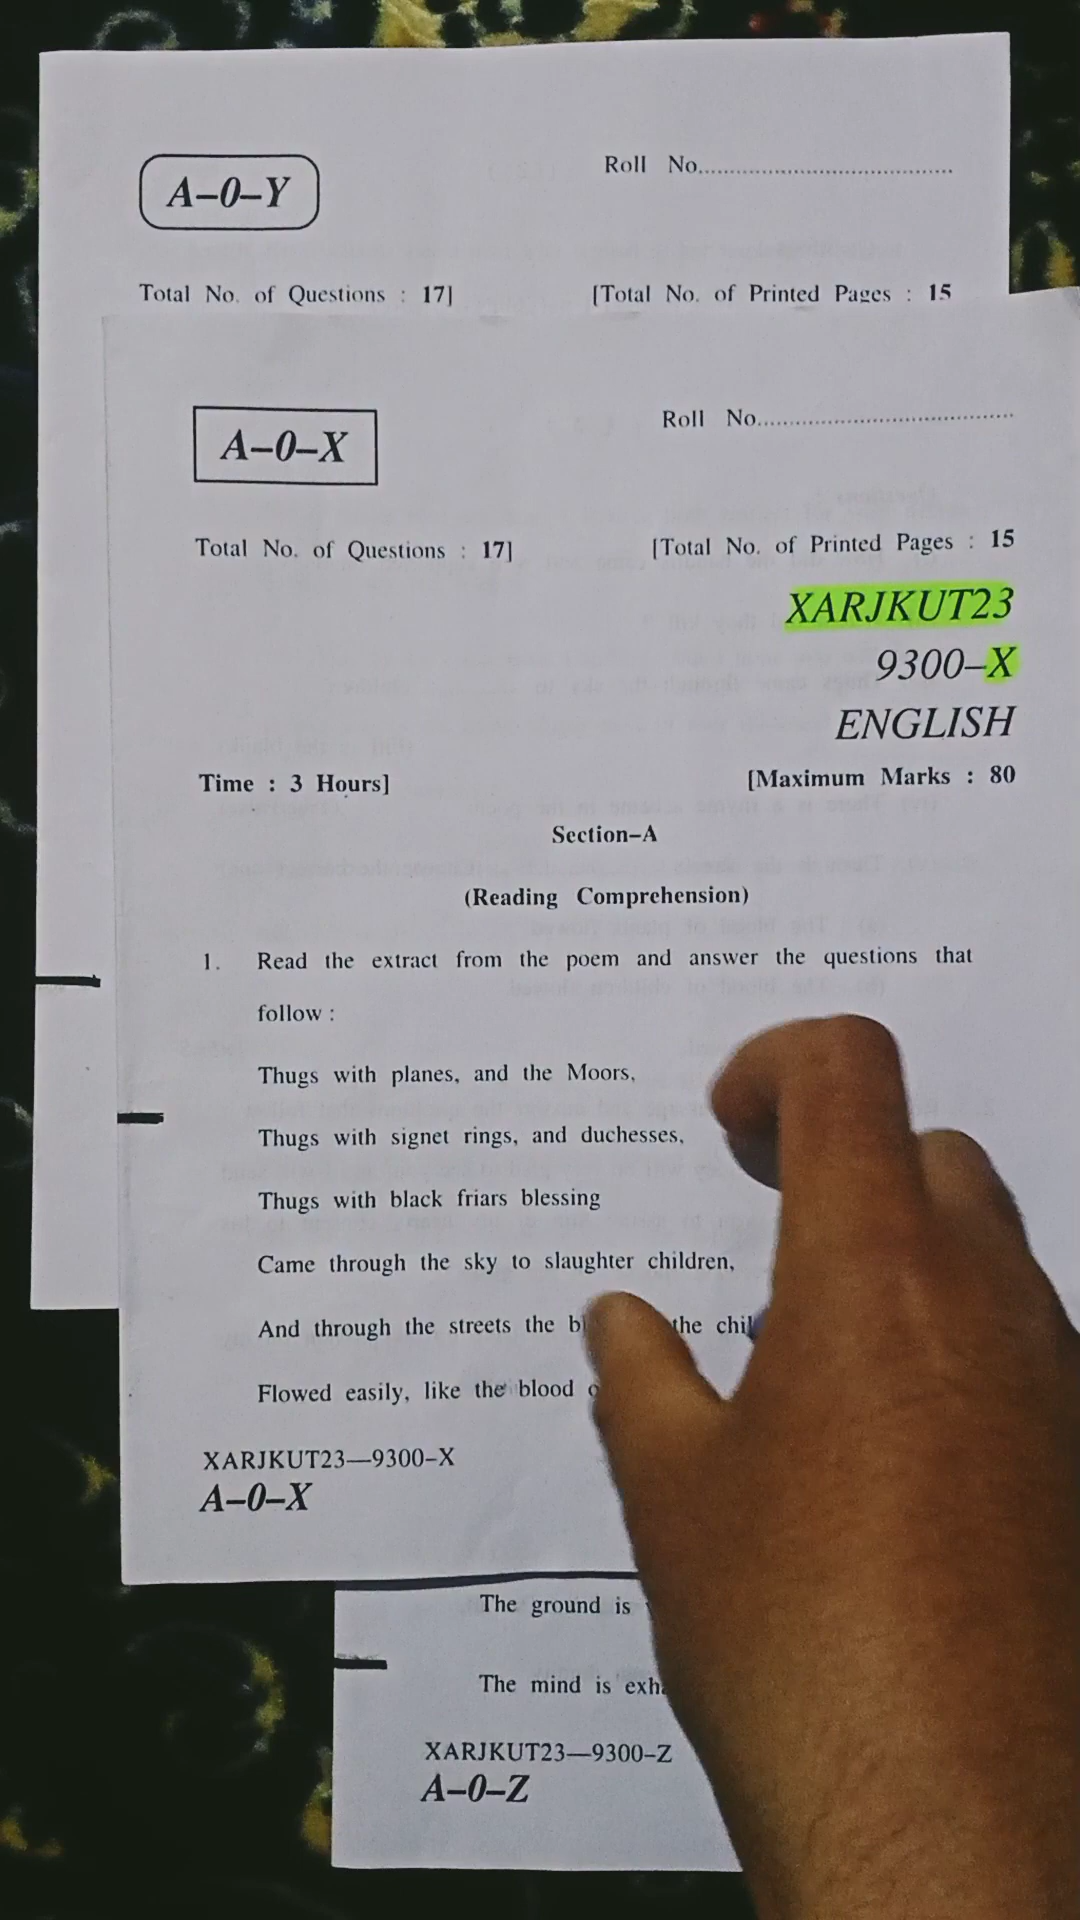 A–0–Y
Roll No.......................................
Total No. of Questions : 17]
[Total No. of Printed Pages : 15
A–0–X
Roll No.......................................
Total No. of Questions : 17]
[Total No. of Printed Pages : 15
XARJKUT23
9300–X
ENGLISH
Time : 3 Hours]
[Maximum Marks : 80
Section–A
(Reading Comprehension)
1. Read the extract from the poem and answer the questions that
follow :
Thugs with planes, and the Moors,
Thugs with signet rings, and duchesses,
Thugs with black friars blessing
Came through the sky to slaughter children,
And through the streets the the
Flowed easily, like the blood
XARJKUT23—9300–X
A–0–X
The ground is
The mind is
XARJKUT23—9300–Z
A–0–Z